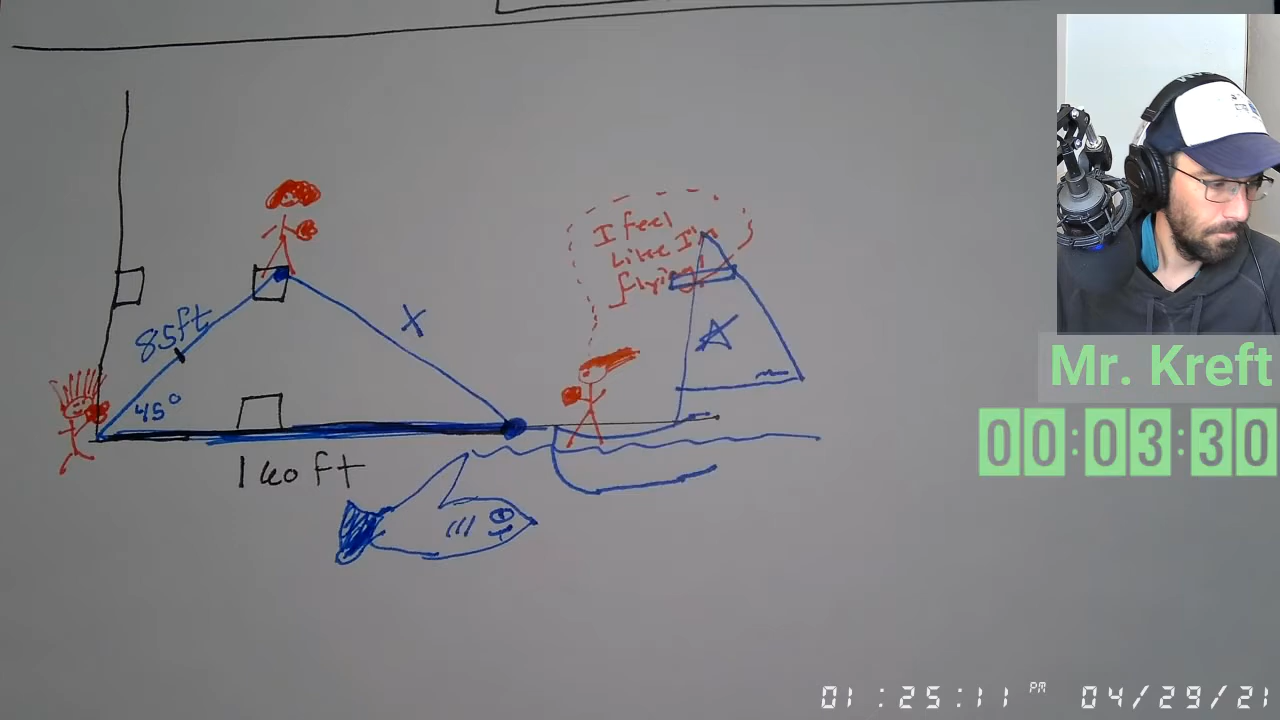 I feel
like I'm
flying!
85ft
X
45°
160 ft
Mr. Kreft
00:03:30
01:25:11 PM 04/29/21